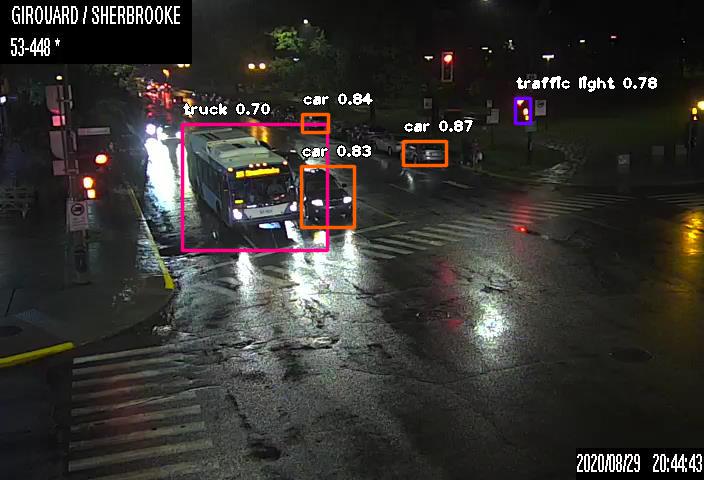 GIROUARD / SHERBROOKE
53-448 *
truck 0.70
car 0.84
car 0.87
traffic light 0.78
car 0.83
2020/08/29 20:44:43